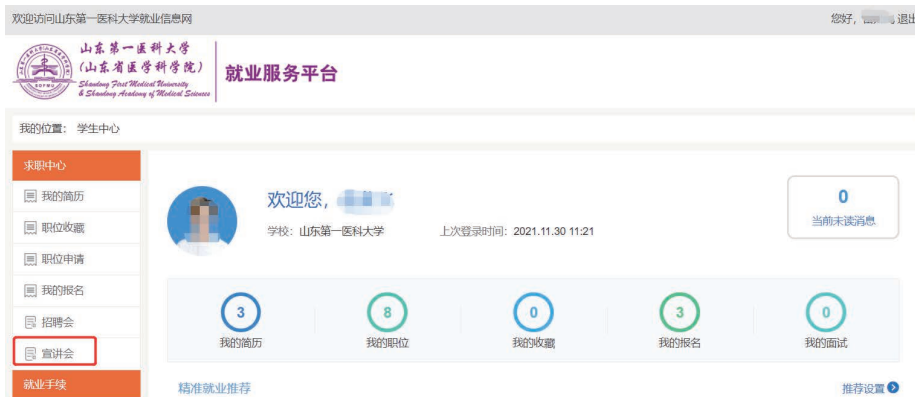 欢迎访问山东第一医科大学就业信息网
您好， 退出
山东第一医科大学
（山东省医学科学院）
Shandong First Medical University
& Shandong Academy of Medical Sciences
就业服务平台
我的位置： 学生中心
求职中心
我的简历
职位收藏
职位申请
我的报名
招聘会
宣讲会
就业手续
欢迎您，
学校：山东第一医科大学 上次登录时间：2021.11.30 11:21
0
当前未读消息
3 8 0 3 0
我的简历 我的职位 我的收藏 我的报名 我的面试
精准就业推荐 推荐设置